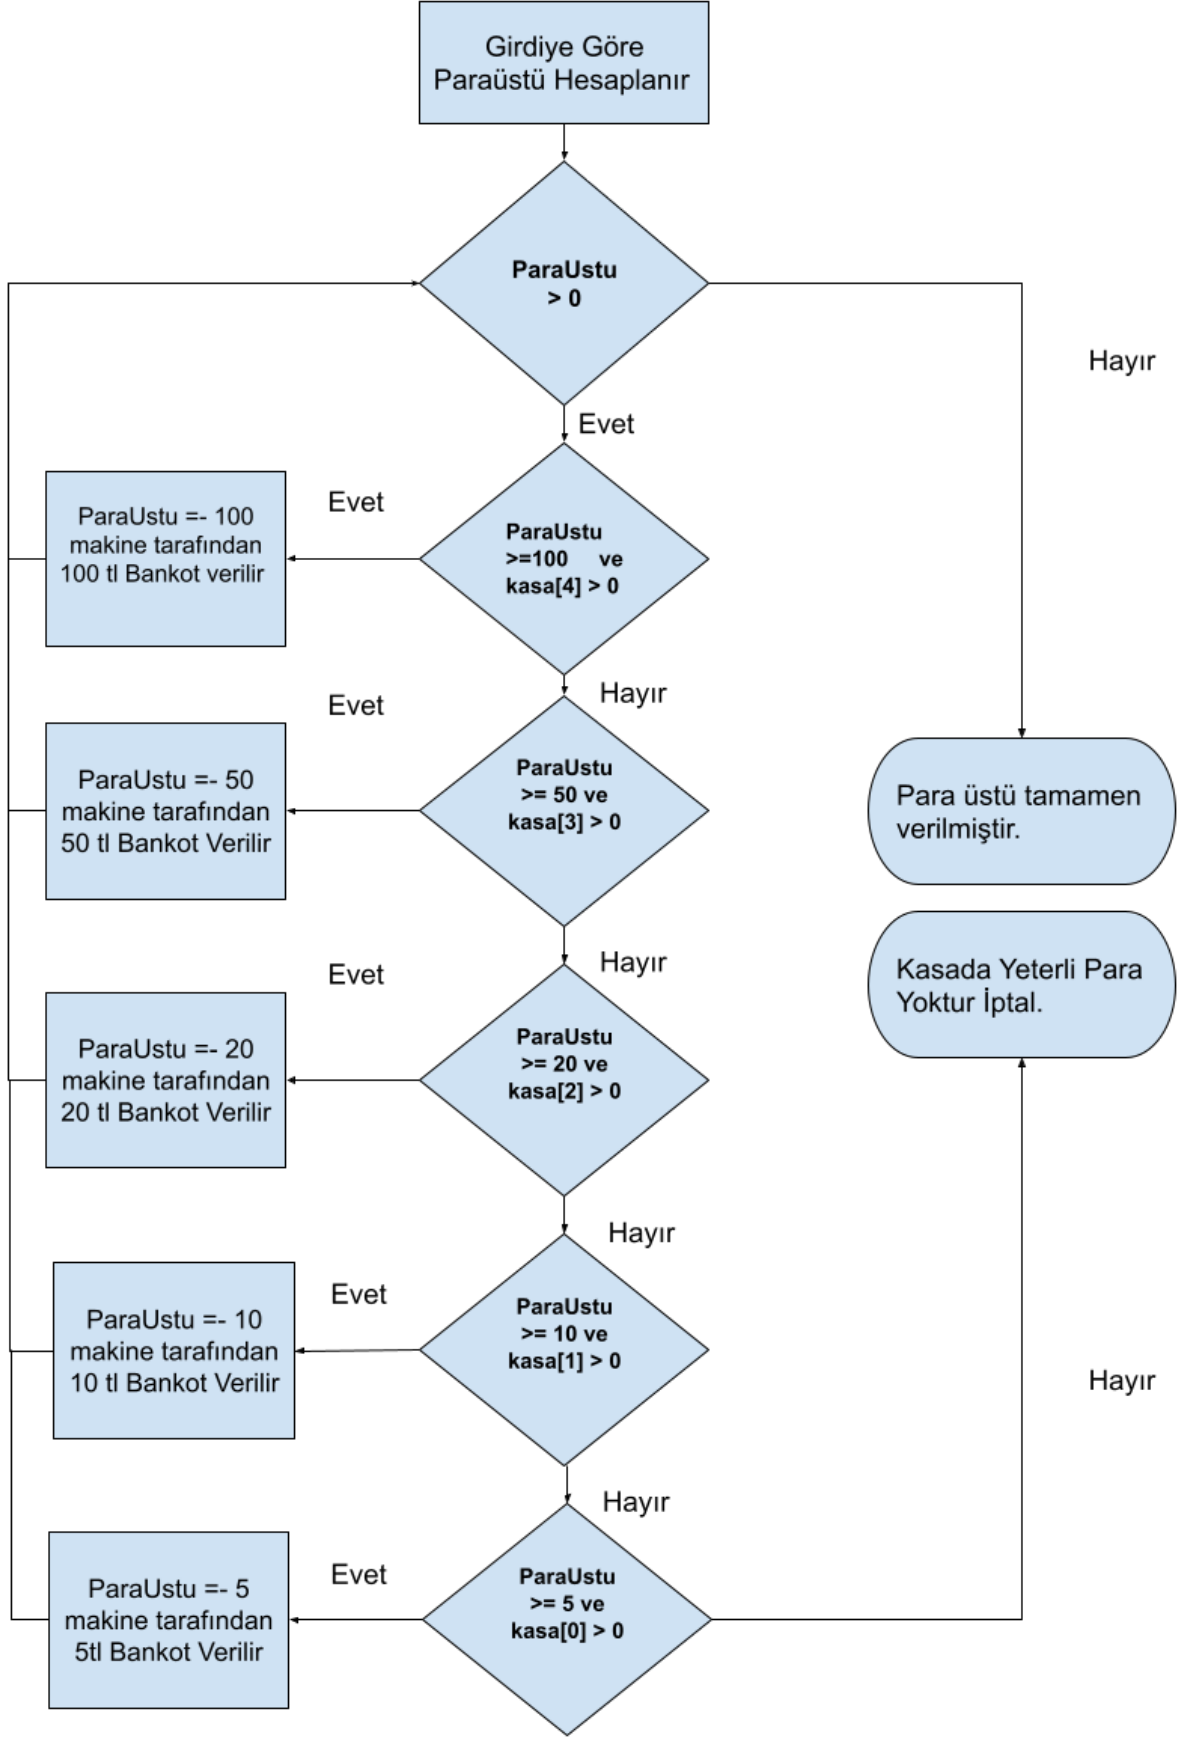 Girdiye Göre
Paraüstü Hesaplanır
ParaUstu
> 0
Hayır
Evet
Evet
ParaUstu =- 100
makine tarafından
100 tl Bankot verilir
ParaUstu
>=100 ve
kasa[4] > 0
Hayır
Evet
ParaUstu =- 50
makine tarafından
50 tl Bankot Verilir
ParaUstu
>= 50 ve
kasa[3] > 0
Para üstü tamamen
verilmiştir.
Hayır
Evet
Kasada Yeterli Para
Yoktur İptal.
ParaUstu =- 20
makine tarafından
20 tl Bankot Verilir
ParaUstu
>= 20 ve
kasa[2] > 0
Hayır
Evet
ParaUstu =- 10
makine tarafından
10 tl Bankot Verilir
ParaUstu
>= 10 ve
kasa[1] > 0
Hayır
Hayır
Evet
ParaUstu =- 5
makine tarafından
5tl Bankot Verilir
ParaUstu
>= 5 ve
kasa[0] > 0